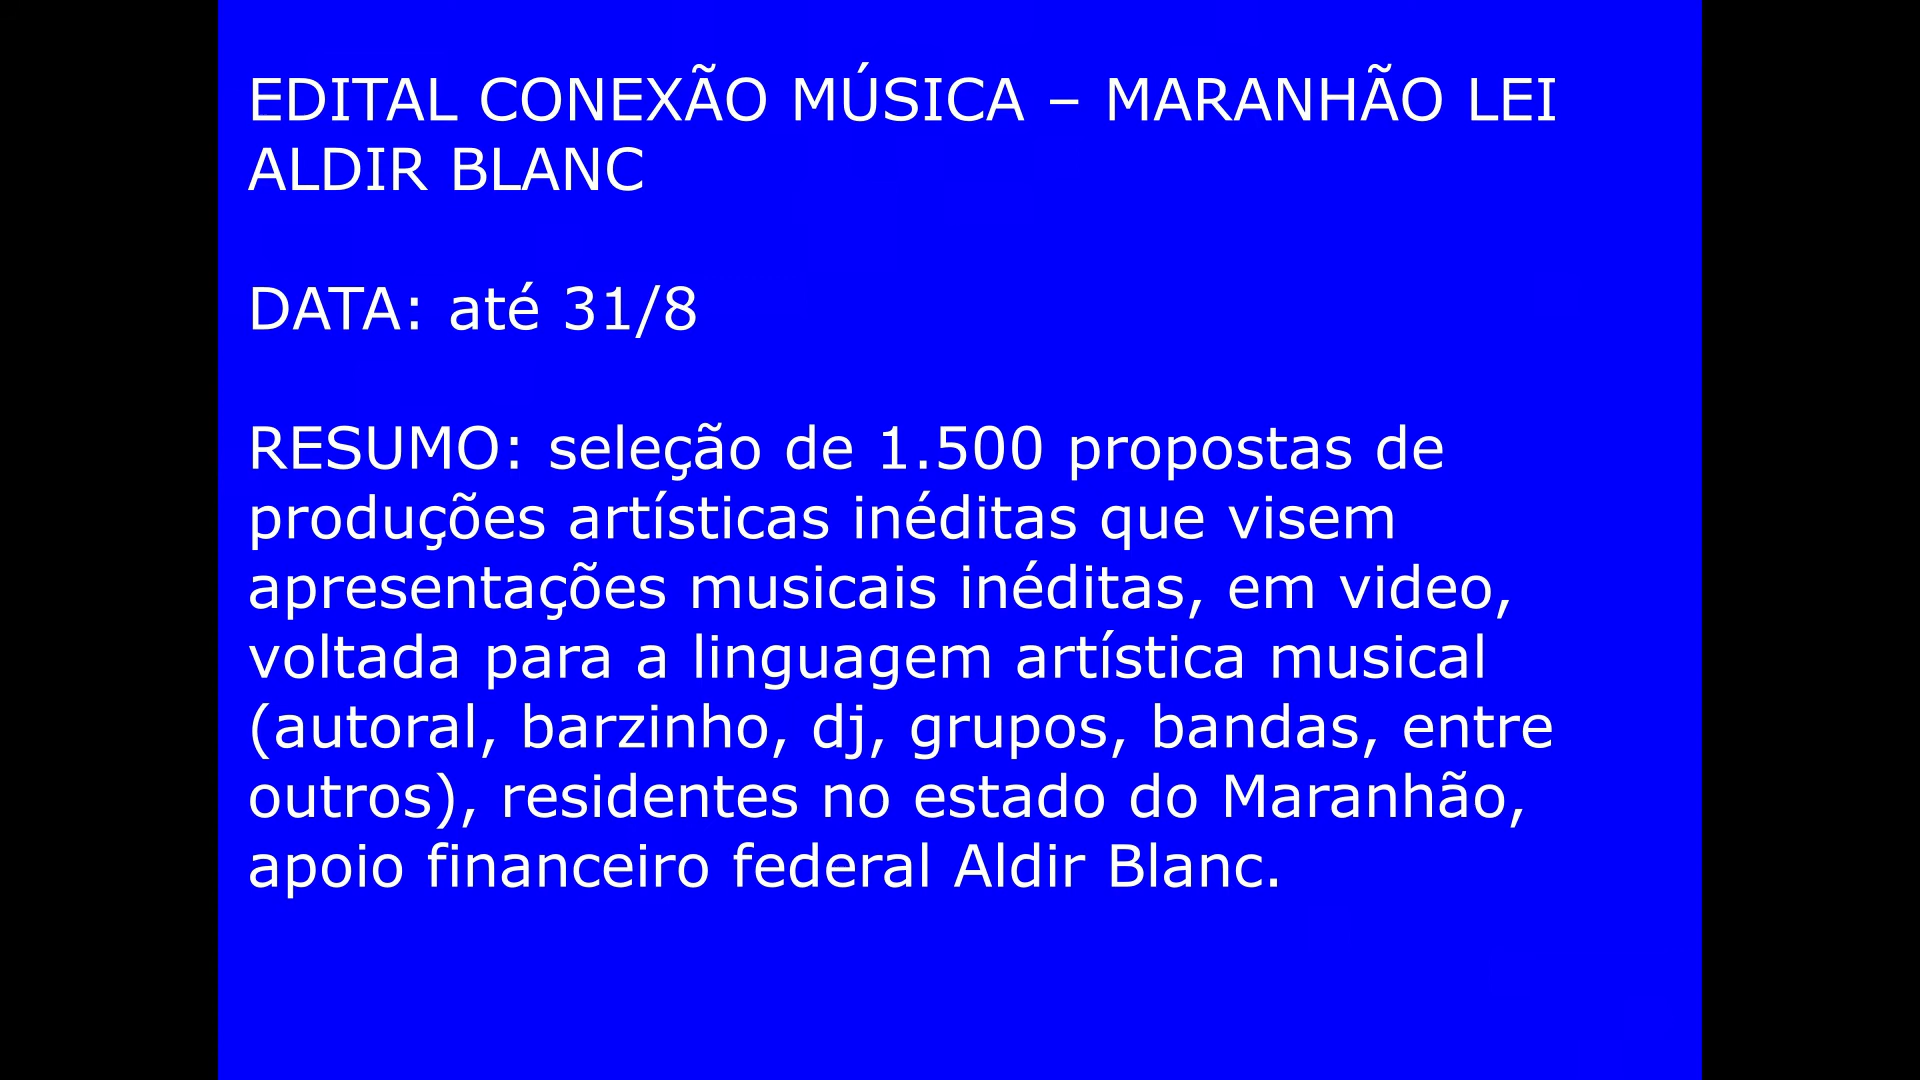 EDITAL CONEXÃO MÚSICA – MARANHÃO LEI
ALDIR BLANC
DATA: até 31/8
RESUMO: seleção de 1.500 propostas de
produções artísticas inéditas que visem
apresentações musicais inéditas, em video,
voltada para a linguagem artística musical
(autoral, barzinho, dj, grupos, bandas, entre
outros), residentes no estado do Maranhão,
apoio financeiro federal Aldir Blanc.